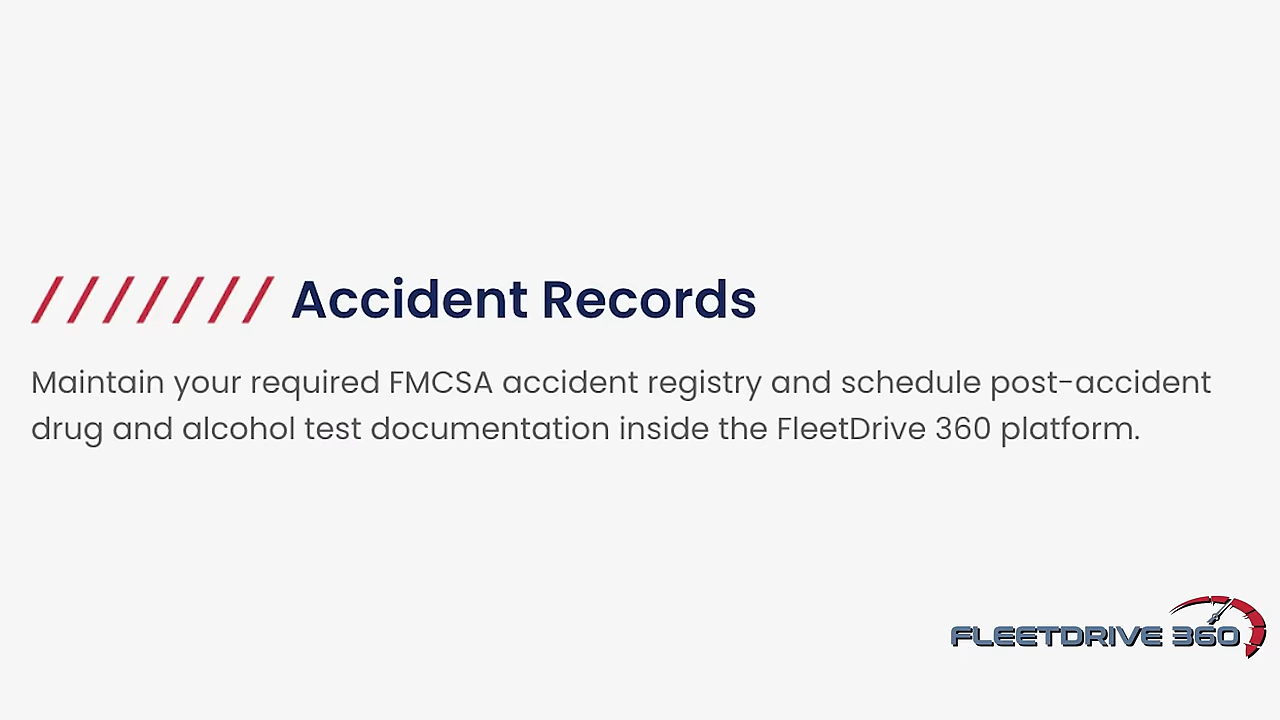 /////// Accident Records
Maintain your required FMCSA accident registry and schedule post-accident
drug and alcohol test documentation inside the FleetDrive 360 platform.
FLEETDRIVE 360